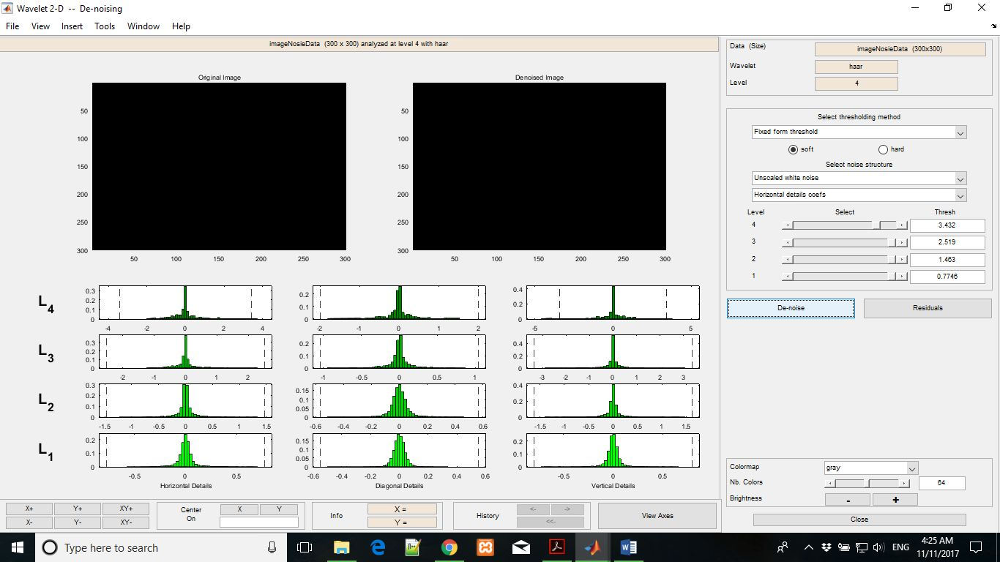 Wavelet 2-D -- De-noising
File View Insert Tools Window Help
imageNosieData (300 x 300) analyzed at level 4 with haar
Original Image
50
100
150
200
250
300
50 100 150 200 250 300
Denoised Image
50
100
150
200
250
300
50 100 150 200 250 300
L4
0.3
0.2
0.1
0
-4 -2 0 2 4
0.2
0.1
0
-2 -1 0 1 2
0.4
0.2
0
-5 0 5
L3
0.3
0.2
0.1
0
-2 -1 0 1 2
0.2
0.1
0
-1 -0.5 0 0.5 1
0.4
0.2
0
-3 -2 -1 0 1 2 3
L2
0.3
0.2
0.1
0
-1.5 -1 -0.5 0 0.5 1 1.5
0.15
0.1
0.05
0
-0.6 -0.4 -0.2 0 0.2 0.4 0.6
0.4
0.2
0
-1.5 -1 -0.5 0 0.5 1 1.5
L1
0.2
0.1
0
-0.5 0 0.5
Horizontal Details
0.15
0.1
0.05
0
-0.6 -0.4 -0.2 0 0.2 0.4 0.6
Diagonal Details
0.2
0.1
0
-0.5 0 0.5
Vertical Details
Data (Size) imageNosieData (300x300)
Wavelet haar
Level 4
Select thresholding method
Fixed form threshold
soft hard
Select noise structure
Unscaled white noise
Horizontal details coefs
Level Select Thresh
4 3.432
3 2.519
2 1.463
1 0.7746
De-noise Residuals
Colormap gray
Nb. Colors 64
Brightness - +
Close
X+ Y+ XY+
X- Y- XY-
Center
On
X Y
Info
X =
Y =
History
<- ->
<<-
View Axes
Type here to search
ENG
4:25 AM
11/11/2017